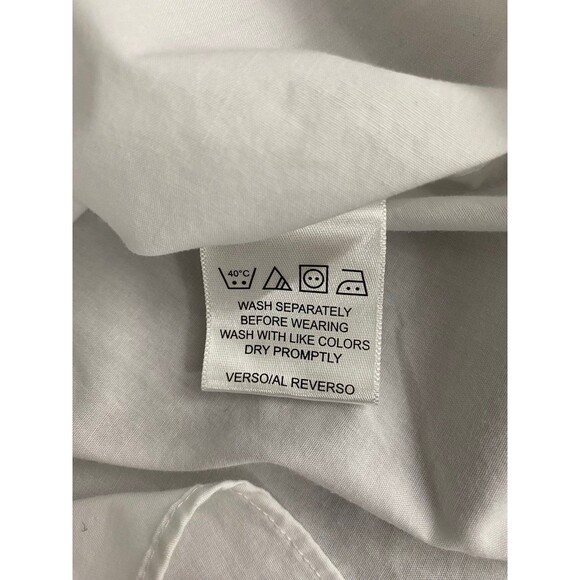 40°C
WASH SEPARATELY
BEFORE WEARING
WASH WITH LIKE COLORS
DRY PROMPTLY
VERSO/AL REVERSO